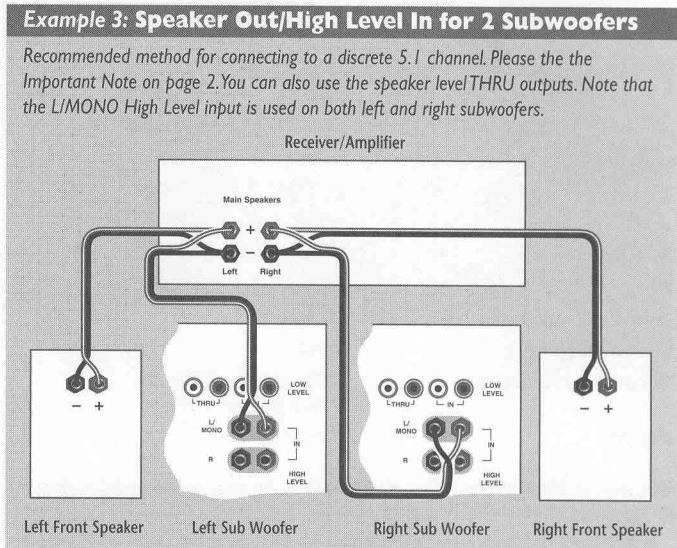 Example 3: Speaker Out/High Level In for 2 Subwoofers
Recommended method for connecting to a discrete 5.1 channel. Please the the
Important Note on page 2. You can also use the speaker level THRU outputs. Note that
the L/MONO High Level input is used on both left and right subwoofers.
Receiver/Amplifier
Main Speakers
+
–
Left Right
– +
THRU
LOW
LEVEL
L/
MONO
IN
R
HIGH
LEVEL
THRU IN
LOW
LEVEL
L/
MONO
IN
R
HIGH
LEVEL
– +
Left Front Speaker Left Sub Woofer Right Sub Woofer Right Front Speaker